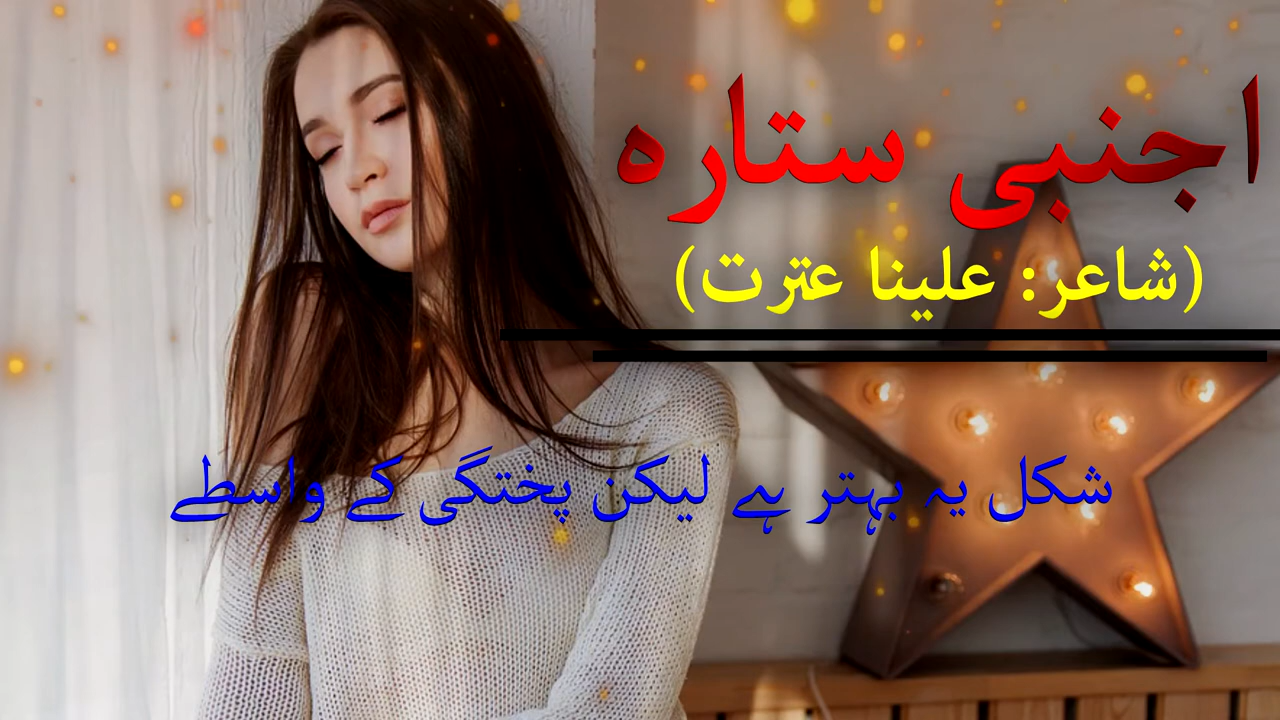 اجنبی ستارہ
(شاعر: علینا عترت)
شکل یہ بہتر ہے لیکن پختگی کے واسطے